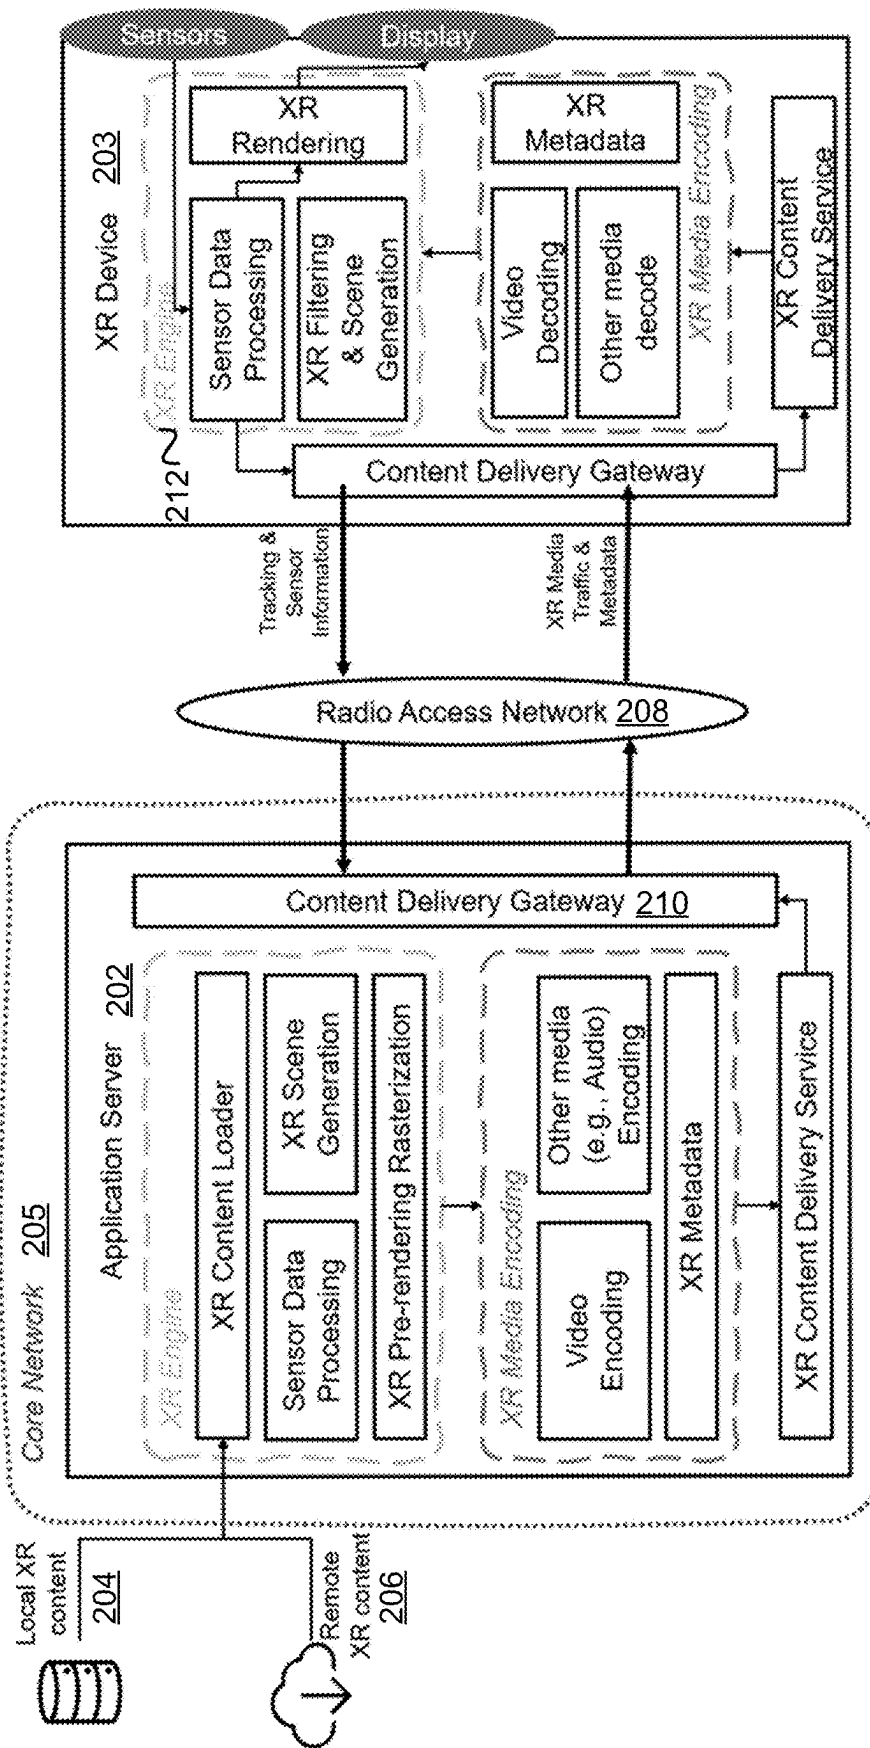 Local XR
content
204
Remote
XR content
206
Core Network 205
Application Server 202
XR Engine
XR Content Loader
Sensor Data
Processing
XR Scene
Generation
XR Pre-rendering Rasterization
XR Media Encoding
Video
Encoding
Other media
(e.g., Audio)
Encoding
XR Metadata
XR Content Delivery Service
Content Delivery Gateway 210
Radio Access Network 208
Tracking &
Sensor
Information
XR Media
Traffic &
Metadata
XR Device 203
212
XR Engine
Sensor Data
Processing
XR
Rendering
XR Filtering
& Scene
Generation
Content Delivery Gateway
Video
Decoding
XR
Metadata
Other media
decode
XR Media Encoding
XR Content
Delivery Service
Sensors
Display